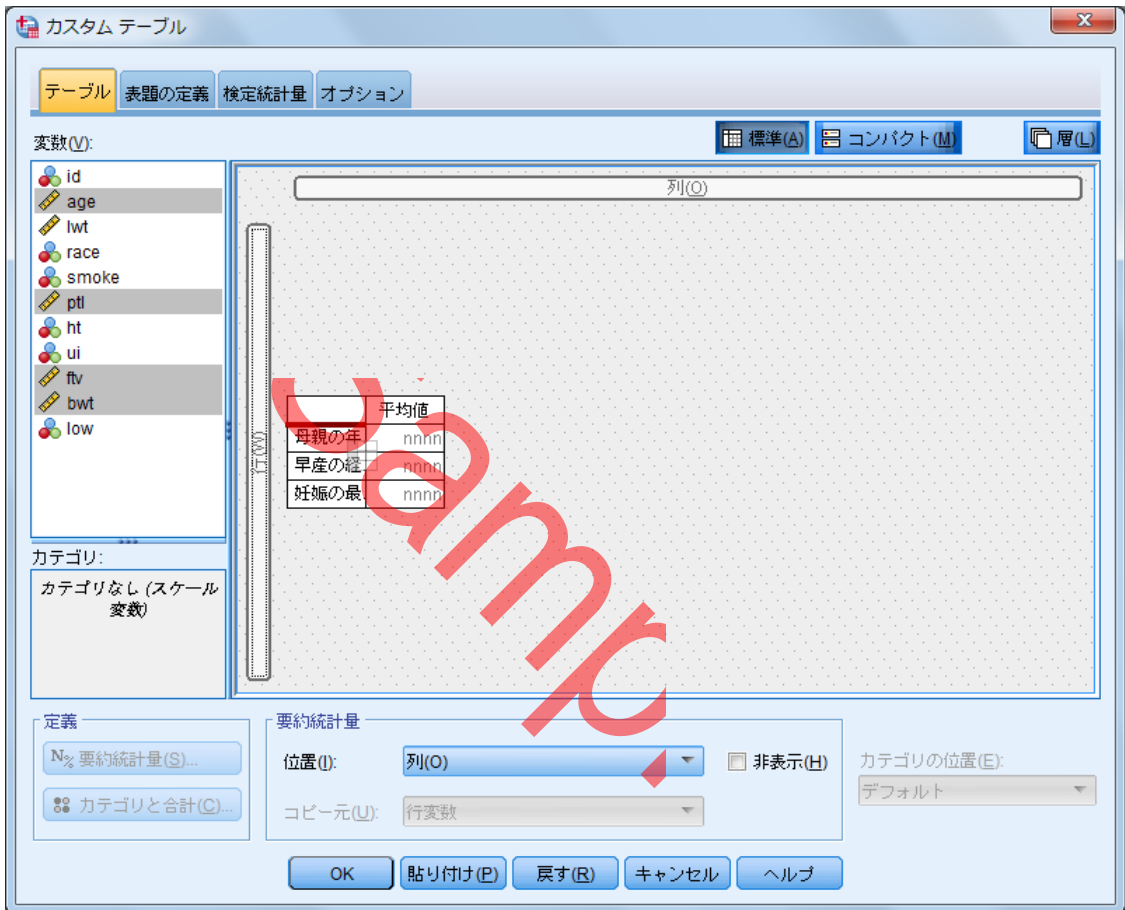 カスタム テーブル
テーブル 表題の定義 検定統計量 オプション
変数(V):
標準(A) コンパクト(M) 層(L)
id
age
lwt
race
smoke
ptl
ht
ui
ftv
bwt
low
列(O)
行(W)
平均値
母親の年 nnnn
早産の経 nnnn
妊娠の最 nnnn
カテゴリ:
カテゴリなし (スケール
変数)
定義
N% 要約統計量(S)...
カテゴリと合計(C)...
要約統計量
位置(I): 列(O) 非表示(H)
コピー元(U): 行変数
カテゴリの位置(E):
デフォルト
OK 貼り付け(P) 戻す(R) キャンセル ヘルプ